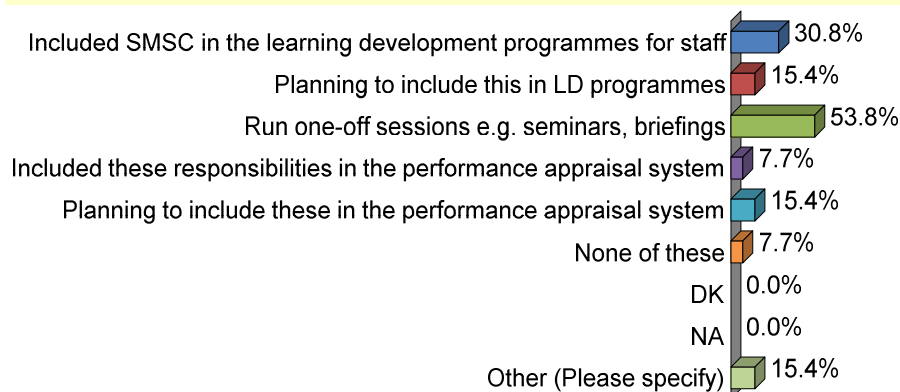 Included SMSC in the learning development programmes for staff 30.8%
Planning to include this in LD programmes 15.4%
Run one-off sessions e.g. seminars, briefings 53.8%
Included these responsibilities in the performance appraisal system 7.7%
Planning to include these in the performance appraisal system 15.4%
None of these 7.7%
DK 0.0%
NA 0.0%
Other (Please specify) 15.4%